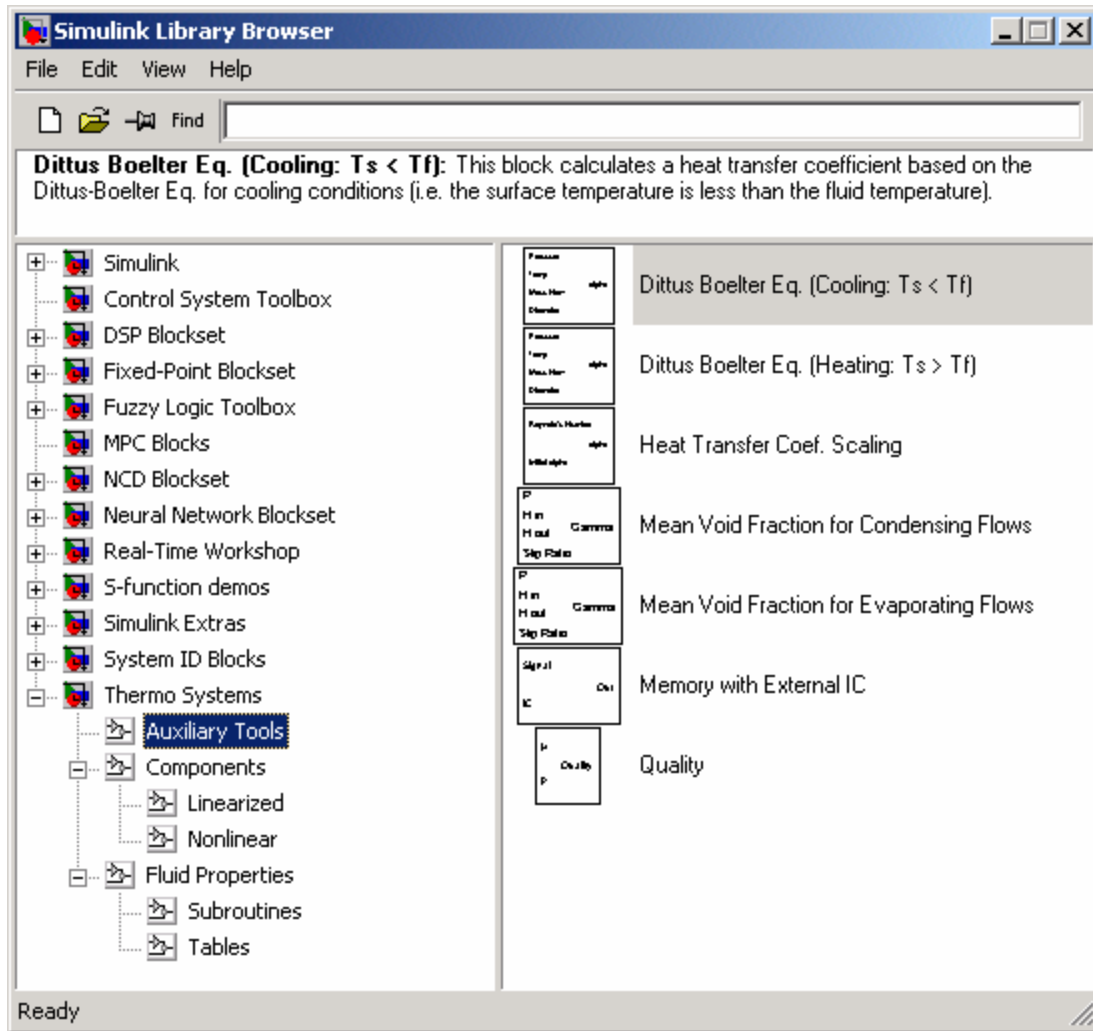 Simulink Library Browser
File Edit View Help
Find
Dittus Boelter Eq. (Cooling: Ts < Tf): This block calculates a heat transfer coefficient based on the
Dittus-Boelter Eq. for cooling conditions (i.e. the surface temperature is less than the fluid temperature).
Simulink
Control System Toolbox
DSP Blockset
Fixed-Point Blockset
Fuzzy Logic Toolbox
MPC Blocks
NCD Blockset
Neural Network Blockset
Real-Time Workshop
S-function demos
Simulink Extras
System ID Blocks
Thermo Systems
Auxiliary Tools
Components
Linearized
Nonlinear
Fluid Properties
Subroutines
Tables
Dittus Boelter Eq. (Cooling: Ts < Tf)
Dittus Boelter Eq. (Heating: Ts > Tf)
alpha
Heat Transfer Coef. Scaling
P
H in
H out
Gamma
Slip Ratio
Mean Void Fraction for Condensing Flows
P
H in
H out
Gamma
Slip Ratio
Mean Void Fraction for Evaporating Flows
Signal
Out
IC
Memory with External IC
Quality
P
Quality
Ready